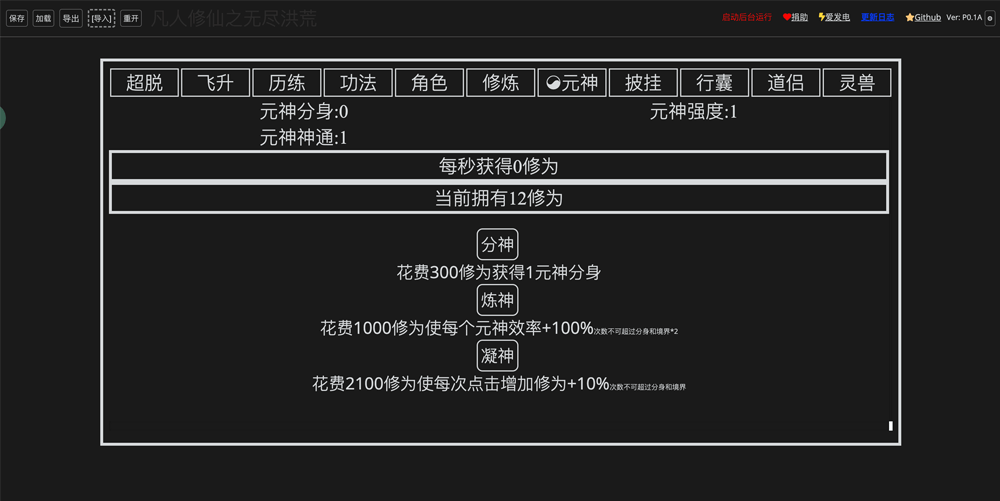 保存 加载 导出 [导入] 重开 凡人修仙之无尽洪荒 启动后台运行 ❤捐助 ⚡爱发电 更新日志 ⭐Github Ver: P0.1A ⚙
超脱 飞升 历练 功法 角色 修炼 ☯元神 披挂 行囊 道侣 灵兽
元神分身:0 元神强度:1
元神神通:1
每秒获得0修为
当前拥有12修为
分神
花费300修为获得1元神分身
炼神
花费1000修为使每个元神效率+100%次数不可超过分身和境界*2
凝神
花费2100修为使每次点击增加修为+10%次数不可超过分身和境界